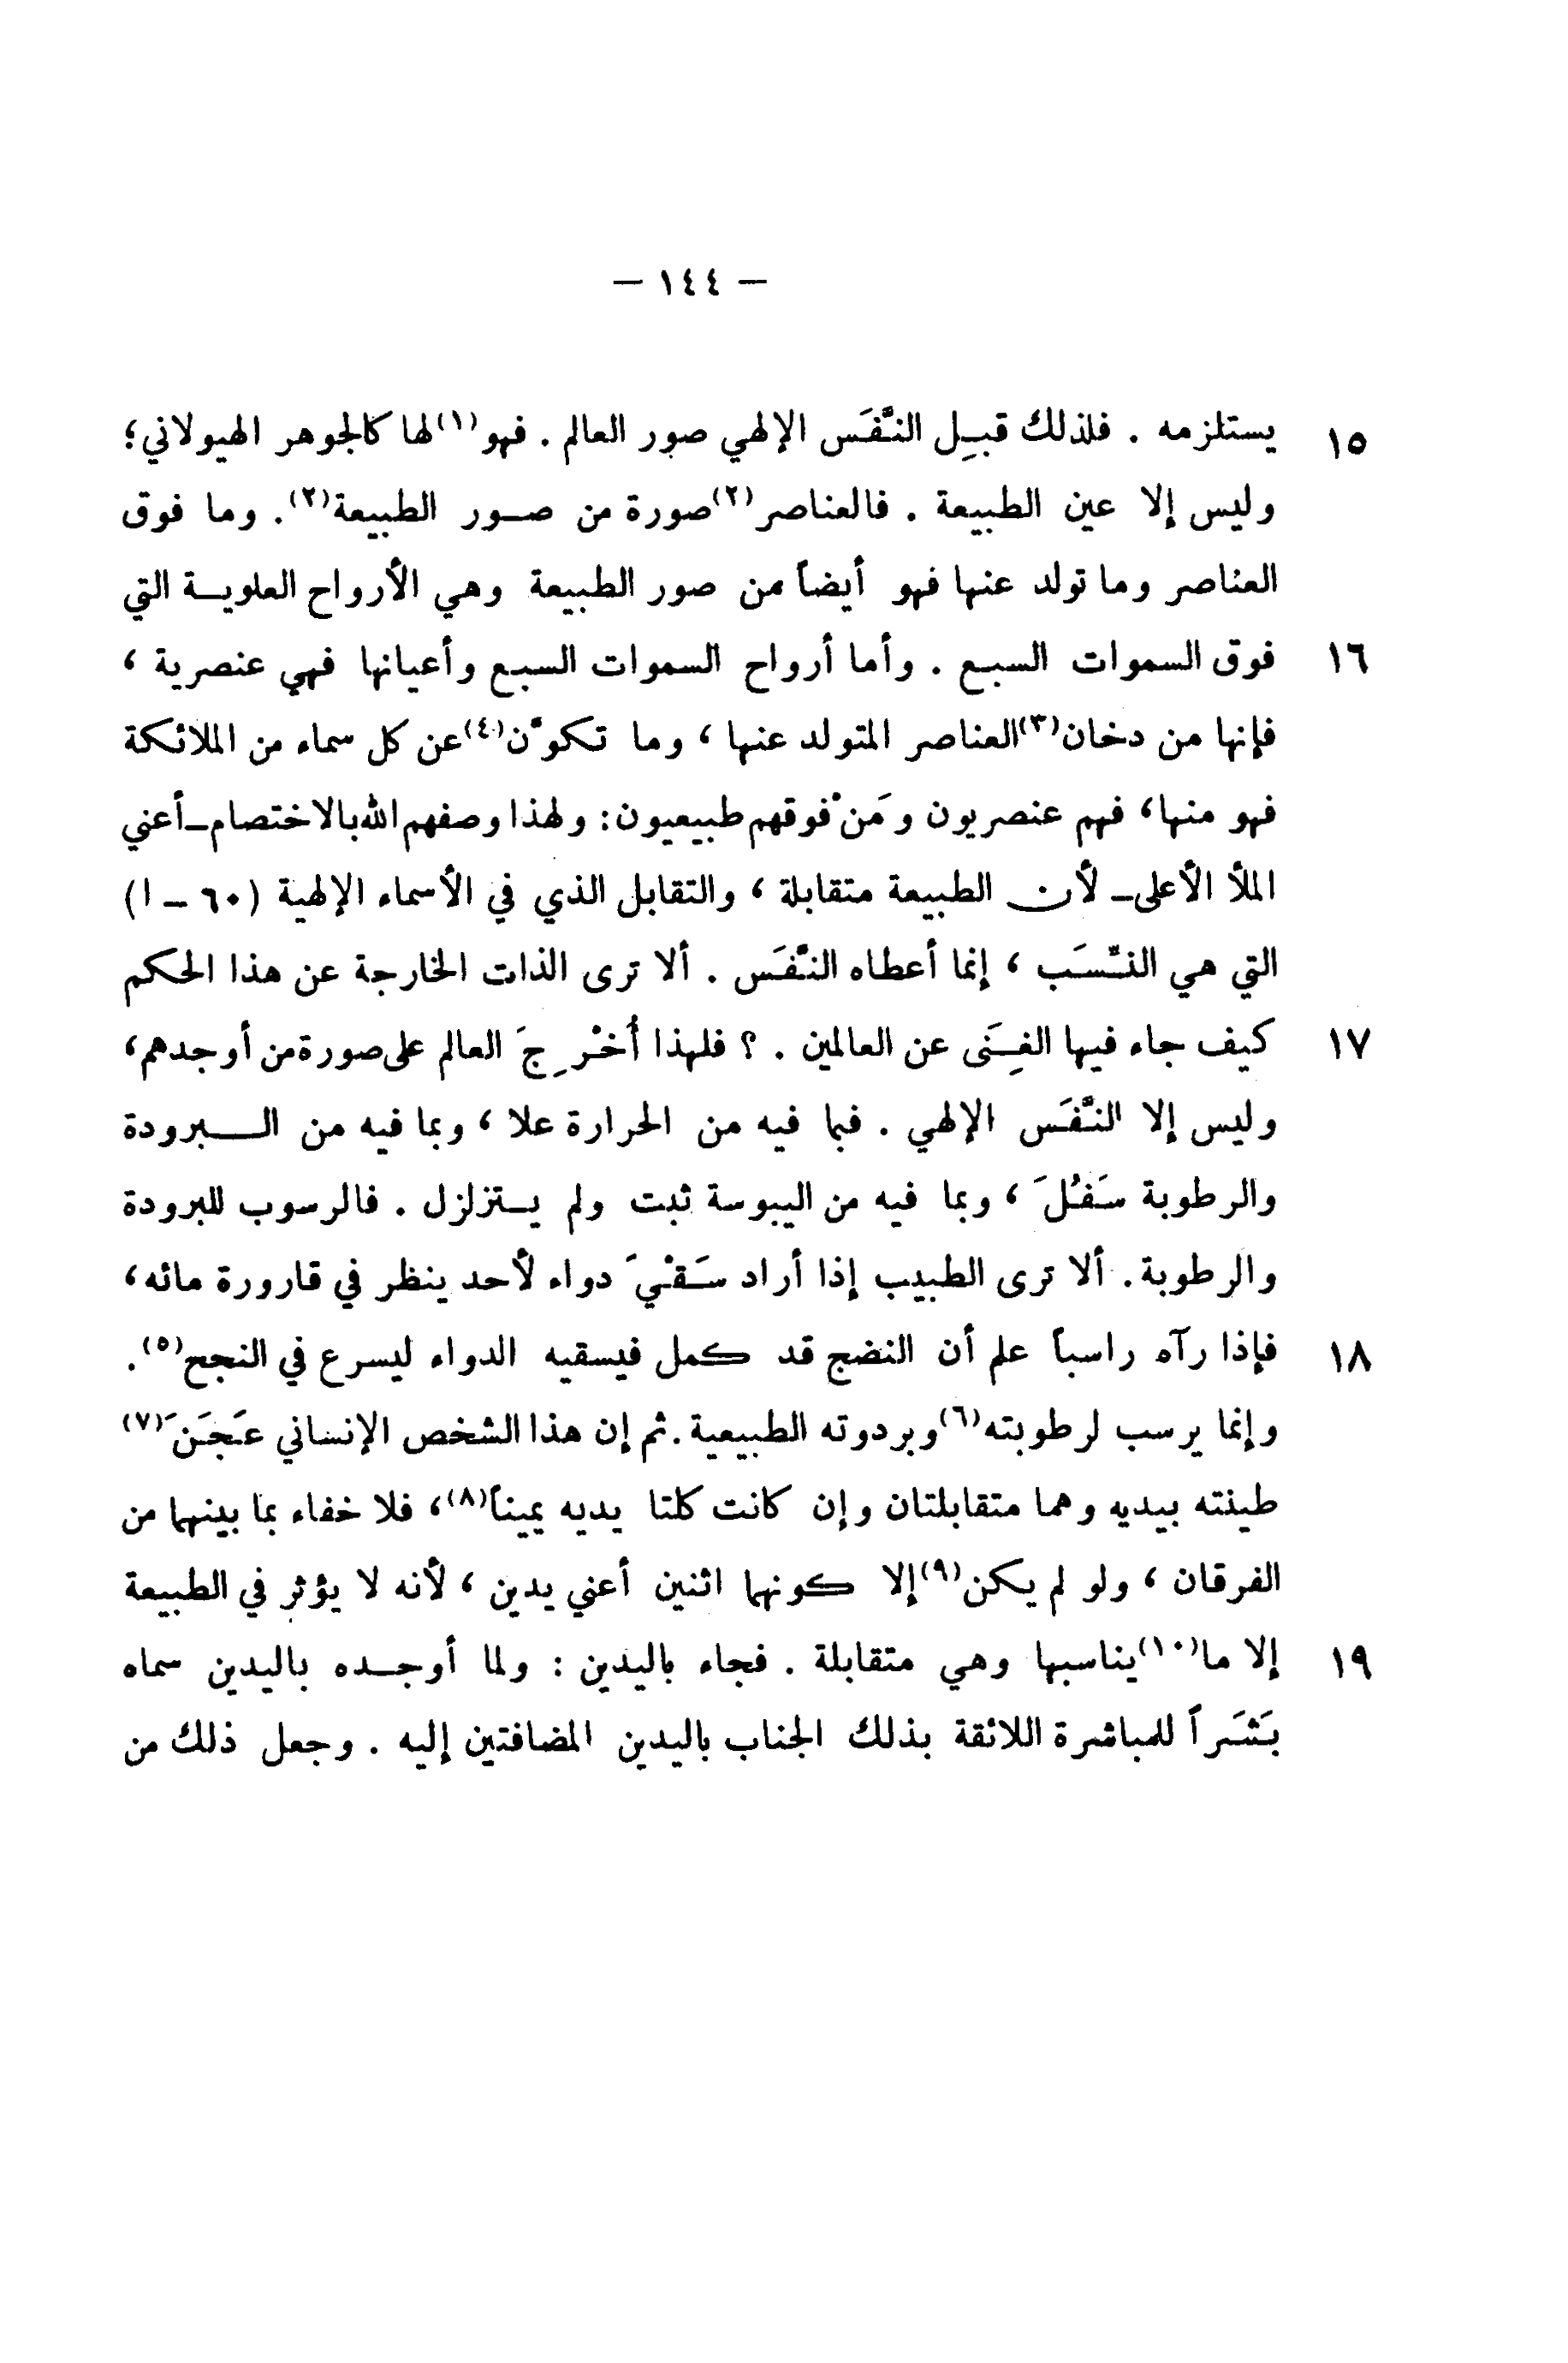 — ١٤٤ —
١٥ يستلزمه . فلذلك قبِل النَّفَس الإلهي صور العالم . فهو(١) لها كالجوهر الهيولاني؛
وليس إلا عين الطبيعة . فالعناصر(٢) صورة من صور الطبيعة(٢). وما فوق
العناصر وما تولد عنها فهو أيضاً من صور الطبيعة وهي الأرواح العلوية التي
١٦ فوق السموات السبع . وأما أرواح السموات السبع وأعيانها فهي عنصرية ،
فإنها من دخان(٣) العناصر المتولد عنها ، وما تكوَّن(٤) عن كل سماء من الملائكة
فهو منها، فهم عنصريون ومَنْ فوقهم طبيعيون: ولهذا وصفهم الله بالاختصام–أعني
الملأ الأعلى– لأن الطبيعة متقابلة ، والتقابل الذي في الأسماء الإلهية (٦٠ – ا)
التي هي النِّسَب ، إنما أعطاه النَّفَس . ألا ترى الذات الخارجة عن هذا الحكم
١٧ كيف جاء فيها الغِنَى عن العالمين . ؟ فلهذا أُخْرِجَ العالم على صورة من أوجدهم،
وليس إلا النَّفَس الإلهي . فبما فيه من الحرارة علا ، وبما فيه من البرودة
والرطوبة سَفُلَ ، وبما فيه من اليبوسة ثبت ولم يتزلزل . فالرسوب للبرودة
والرطوبة. ألا ترى الطبيب إذا أراد سَقْيَ دواء لأحد ينظر في قارورة مائه،
١٨ فإذا رآه راسباً علم أن النضج قد كمل فيسقيه الدواء ليسرع في النجح(٥).
وإنما يرسب لرطوبته(٦) وبردوته الطبيعية. ثم إن هذا الشخص الإنساني عَجَنَ(٧)
طينته بيديه وهما متقابلتان وإن كانت كلتا يديه يميناً(٨)، فلا خفاء بما بينهما من
الفرقان ، ولو لم يكن(٩) إلا كونهما اثنين أعني يدين ، لأنه لا يؤثر في الطبيعة
١٩ إلا ما(١٠) يناسبها وهي متقابلة . فجاء باليدين : ولما أوجده باليدين سماه
بَشَراً للمباشرة اللائقة بذلك الجناب باليدين المضافتين إليه . وجعل ذلك من